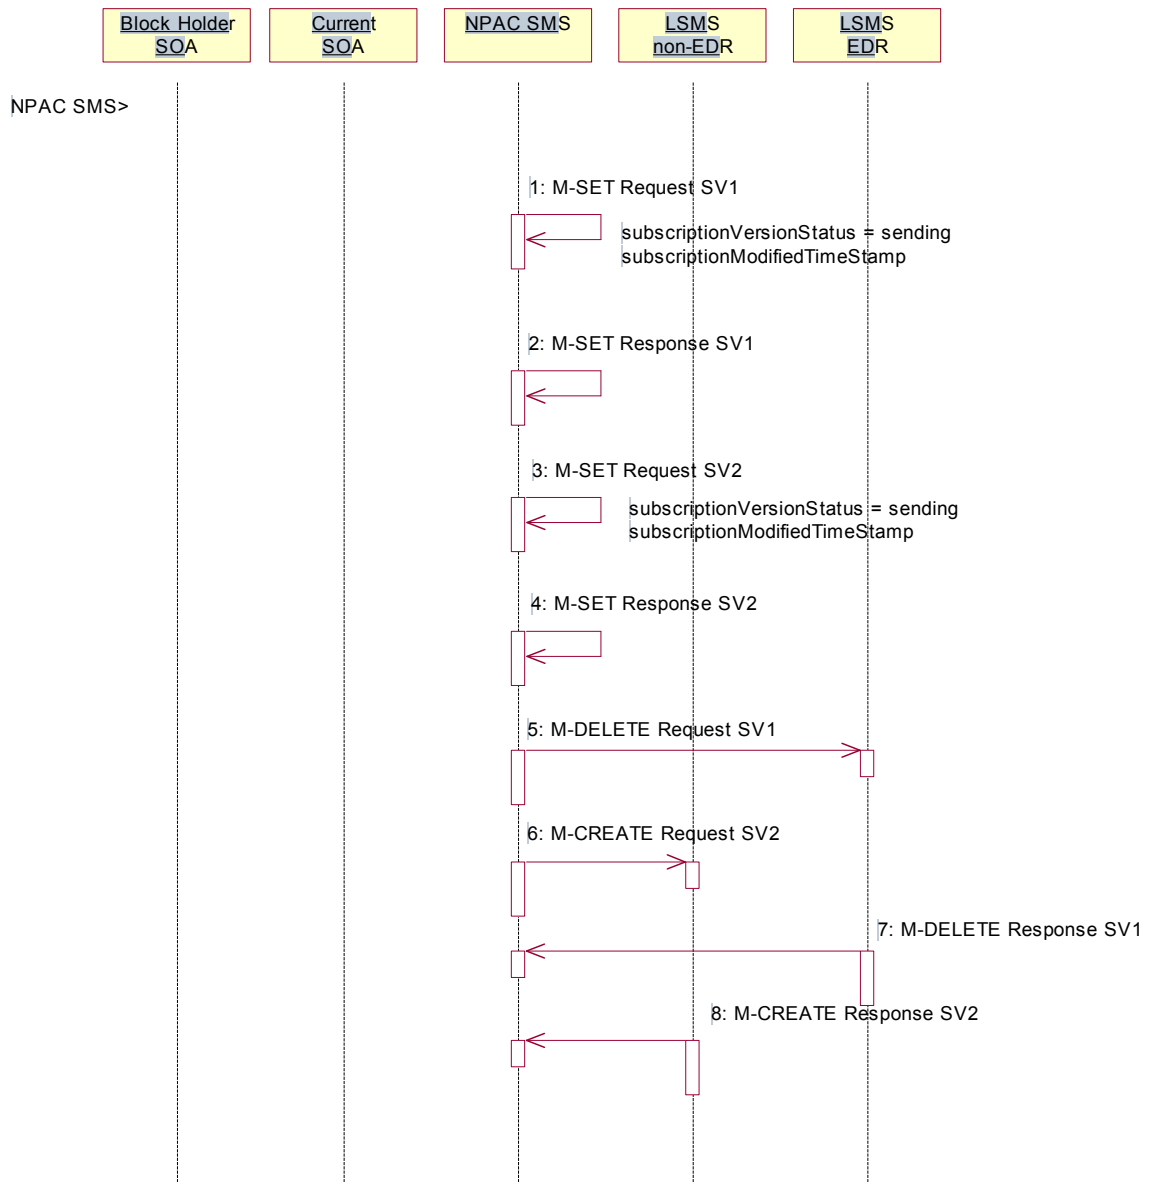 Block Holder
SOA
Current
SOA
NPAC SMS
LSMS
non-EDR
LSMS
EDR
NPAC SMS>
1: M-SET Request SV1
subscriptionVersionStatus = sending
subscriptionModifiedTimeStamp
2: M-SET Response SV1
3: M-SET Request SV2
subscriptionVersionStatus = sending
subscriptionModifiedTimeStamp
4: M-SET Response SV2
5: M-DELETE Request SV1
6: M-CREATE Request SV2
7: M-DELETE Response SV1
8: M-CREATE Response SV2